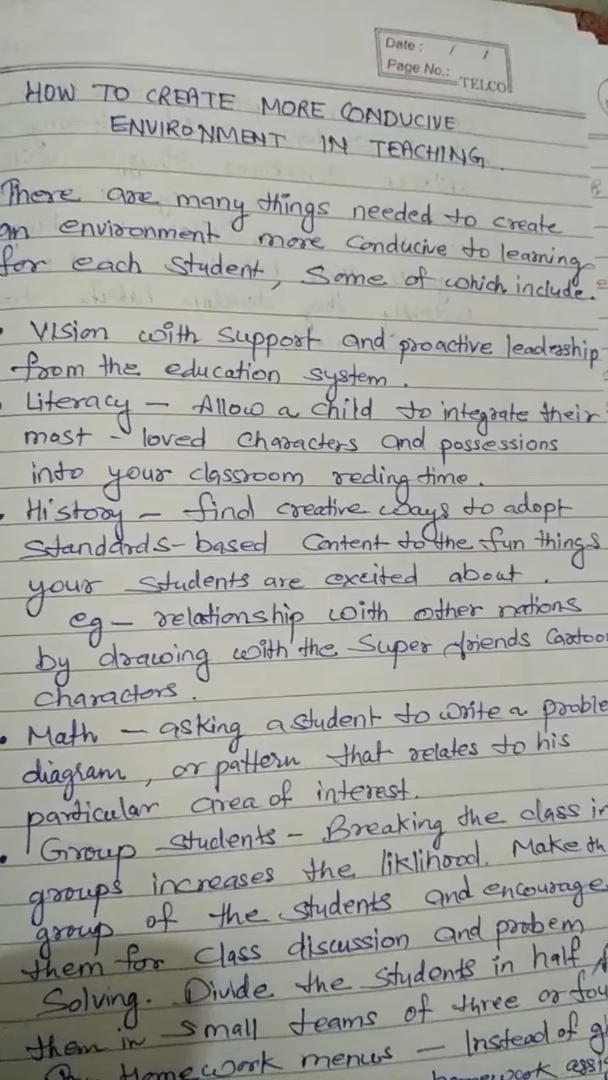 Date: / /
Page No.:
TELCO
HOW TO CREATE MORE CONDUCIVE
ENVIRONMENT IN TEACHING.
There are many things needed to create
an environment more conducive to learning
for each student, Some of which include.
• Vision with support and proactive leadership
from the education system.
• Literacy – Allow a child to integrate their
most - loved characters and possessions
into your classroom reding time.
• History – find creative ways to adopt
standards-based content to the fun things
your students are excited about.
eg – relationship with other nations
by drawing with the Super friends Cartoo
charactors.
• Math – asking a student to write a proble
diagram, or pattern that relates to his
particular area of interest.
• Group students – Breaking the class in
groups increases the liklihood. Make th
group of the students and encourage
them for class discussion and probem
Solving. Divide the students in half
them in small teams of three or fou
Homework menus – Instead of